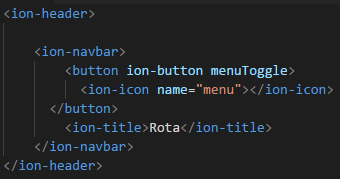 <ion-header>
<ion-navbar>
<button ion-button menuToggle>
<ion-icon name="menu"></ion-icon>
</button>
<ion-title>Rota</ion-title>
</ion-navbar>
</ion-header>